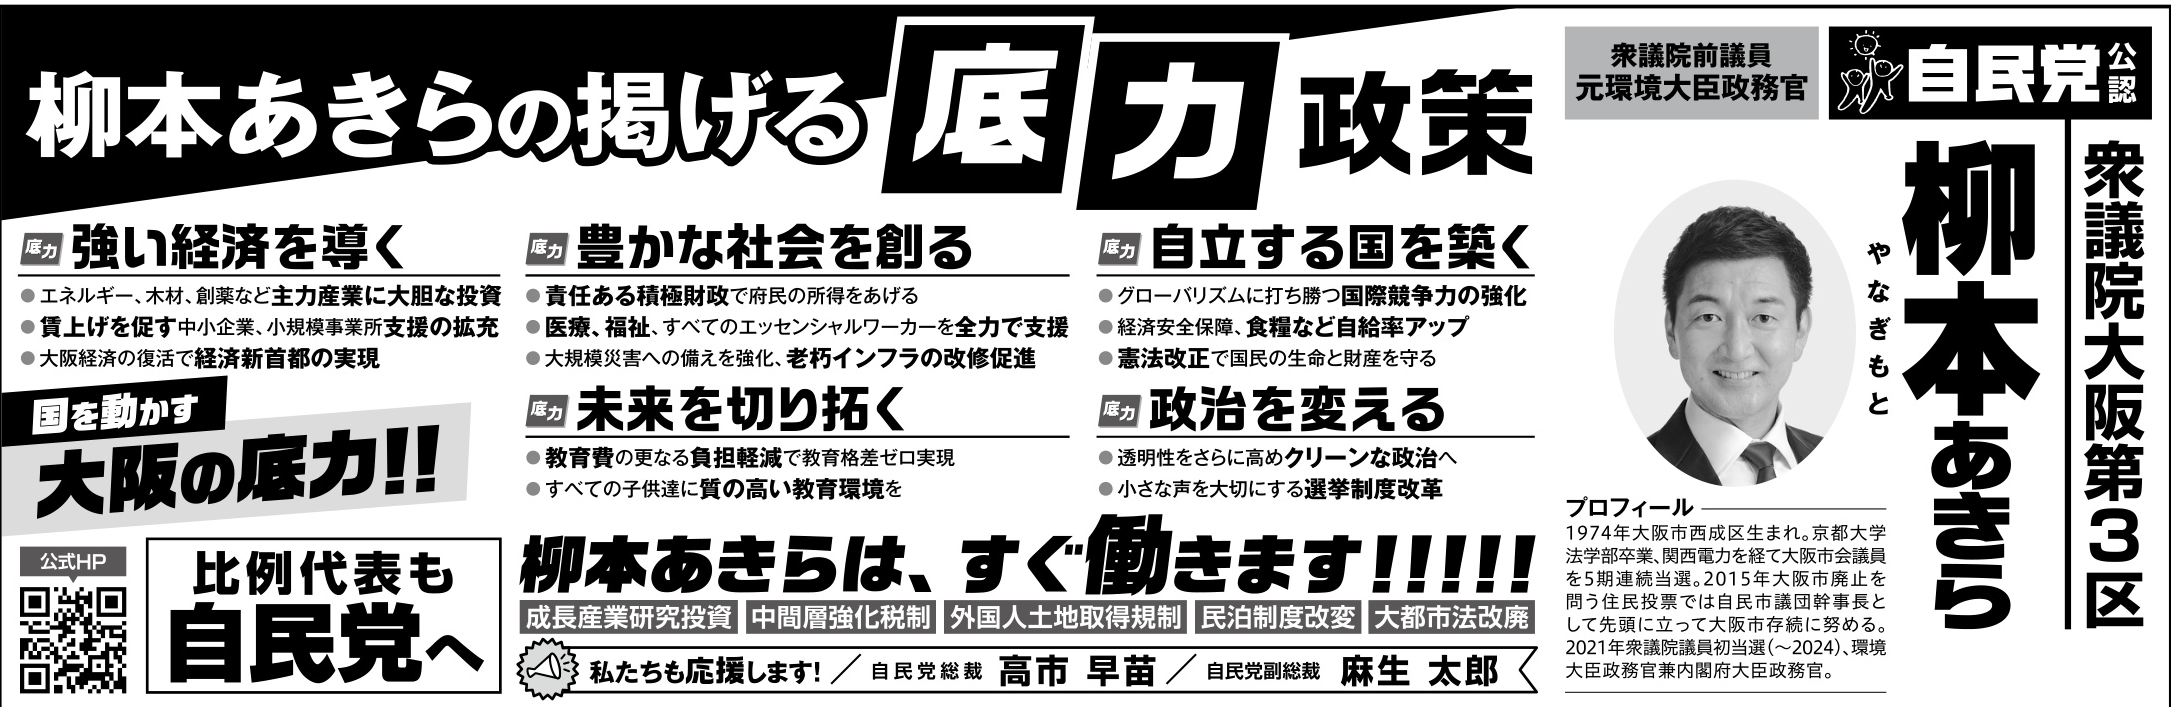 柳本あきらの掲げる底力政策
底力 強い経済を導く
●エネルギー、木材、創薬など主力産業に大胆な投資
●賃上げを促す中小企業、小規模事業所支援の拡充
●大阪経済の復活で経済新首都の実現
国を動かす
大阪の底力!!
底力 豊かな社会を創る
●責任ある積極財政で府民の所得をあげる
●医療、福祉、すべてのエッセンシャルワーカーを全力で支援
●大規模災害への備えを強化、老朽インフラの改修促進
底力 未来を切り拓く
●教育費の更なる負担軽減で教育格差ゼロ実現
●すべての子供達に質の高い教育環境を
底力 自立する国を築く
●グローバリズムに打ち勝つ国際競争力の強化
●経済安全保障、食糧など自給率アップ
●憲法改正で国民の生命と財産を守る
底力 政治を変える
●透明性をさらに高めクリーンな政治へ
●小さな声を大切にする選挙制度改革
公式HP
比例代表も
自民党へ
柳本あきらは、すぐ働きます!!!!!
成長産業研究投資 中間層強化税制 外国人土地取得規制 民泊制度改変 大都市法改廃
私たちも応援します!／自民党総裁 高市 早苗／自民党副総裁 麻生 太郎
衆議院前議員
元環境大臣政務官
自民党公認
衆議院大阪第3区
柳本あきら
やなぎもと
プロフィール
1974年大阪市西成区生まれ。京都大学
法学部卒業、関西電力を経て大阪市会議員
を5期連続当選。2015年大阪市廃止を
問う住民投票では自民市議団幹事長と
して先頭に立って大阪市存続に努める。
2021年衆議院議員初当選(〜2024)、環境
大臣政務官兼内閣府大臣政務官。